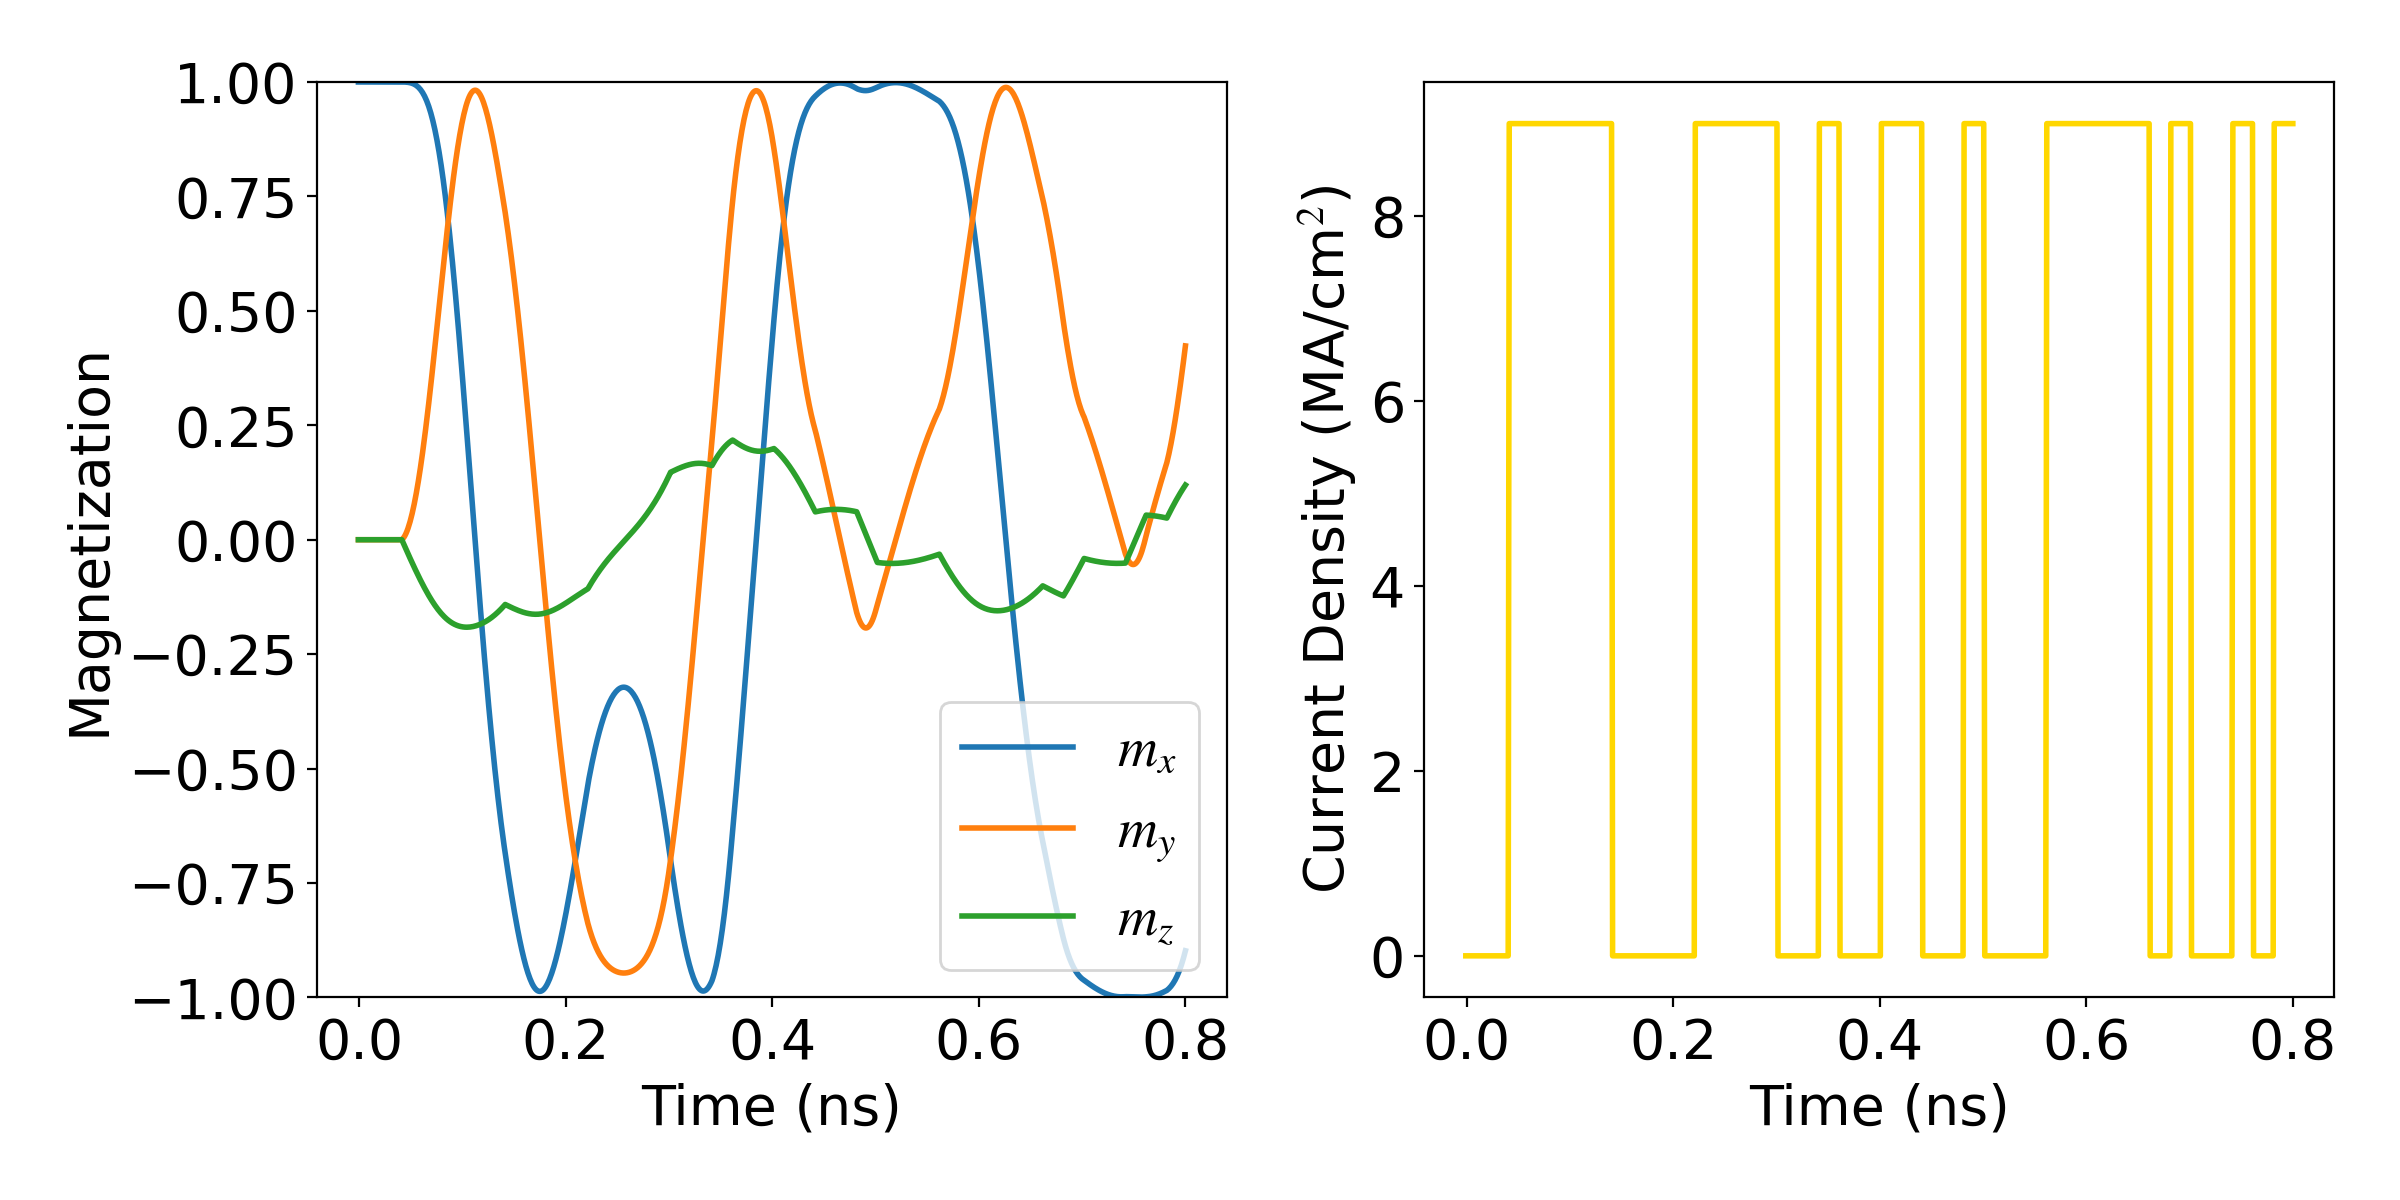 1.00
0.75
0.50
0.25
0.00
−0.25
−0.50
−0.75
−1.00
Magnetization
0.0 0.2 0.4 0.6 0.8
Time (ns)
m_x
m_y
m_z
8
6
4
2
0
Current Density (MA/cm²)
0.0 0.2 0.4 0.6 0.8
Time (ns)